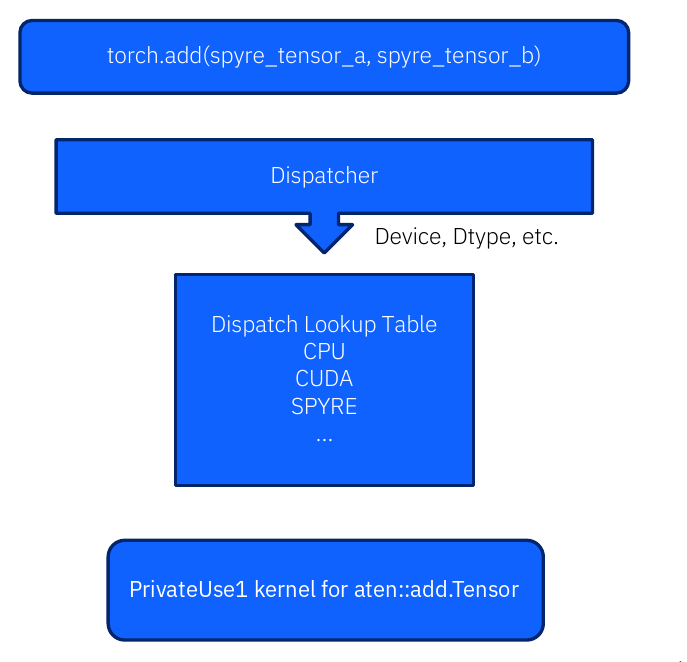 torch.add(spyre_tensor_a, spyre_tensor_b)
Dispatcher
Device, Dtype, etc.
Dispatch Lookup Table
CPU
CUDA
SPYRE
...
PrivateUse1 kernel for aten::add.Tensor